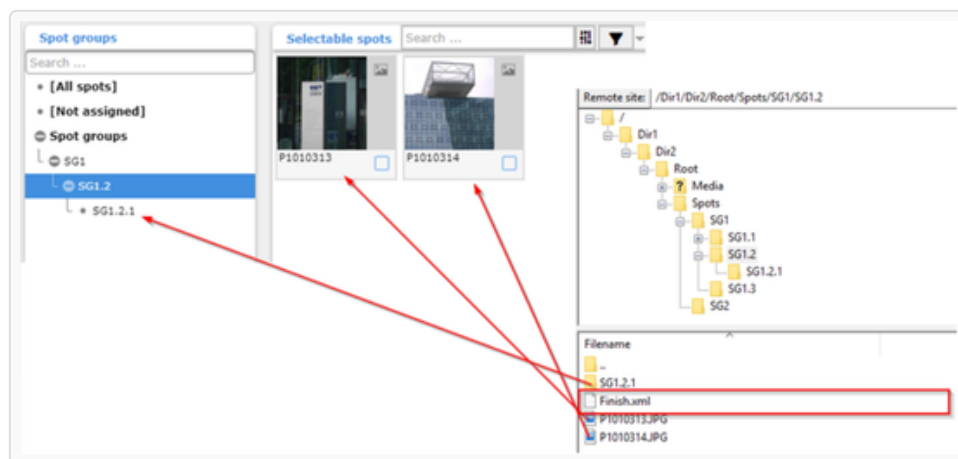 Spot groups
Search ...
[All spots]
[Not assigned]
Spot groups
SG1
SG1.2
SG1.2.1
Selectable spots Search ...
P1010313
P1010314
Remote site: /Dir1/Dir2/Root/Spots/SG1/SG1.2
/
Dir1
Dir2
Root
? Media
Spots
SG1
SG1.1
SG1.2
SG1.2.1
SG1.3
SG2
Filename
..
SG1.2.1
Finish.xml
P1010313.JPG
P1010314.JPG